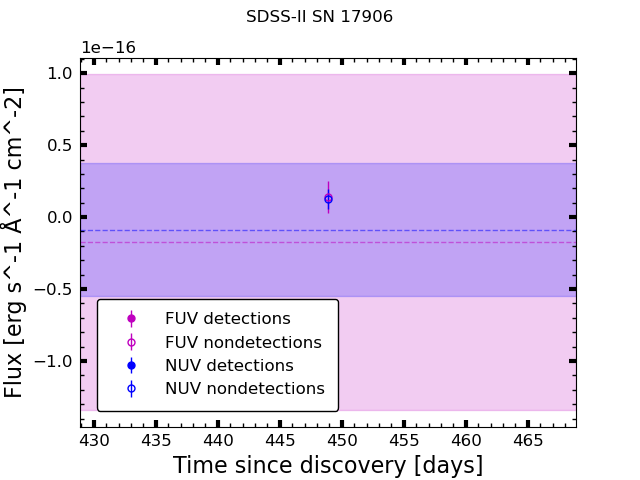 SDSS-II SN 17906
1e−16
1.0
0.5
0.0
−0.5
−1.0
Flux [erg s^-1 Å^-1 cm^-2]
FUV detections
FUV nondetections
NUV detections
NUV nondetections
430 435 440 445 450 455 460 465
Time since discovery [days]